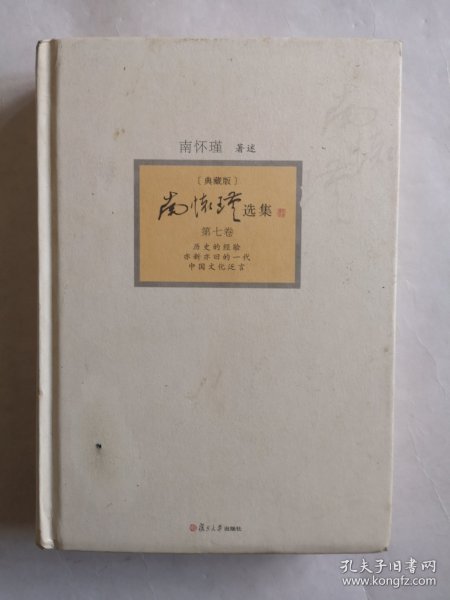 南怀瑾 著述
［典藏版］
南怀瑾选集
第七卷
历史的经验
亦新亦旧的一代
中国文化泛言
复旦大学出版社
孔夫子旧书网
www.kongfz.com